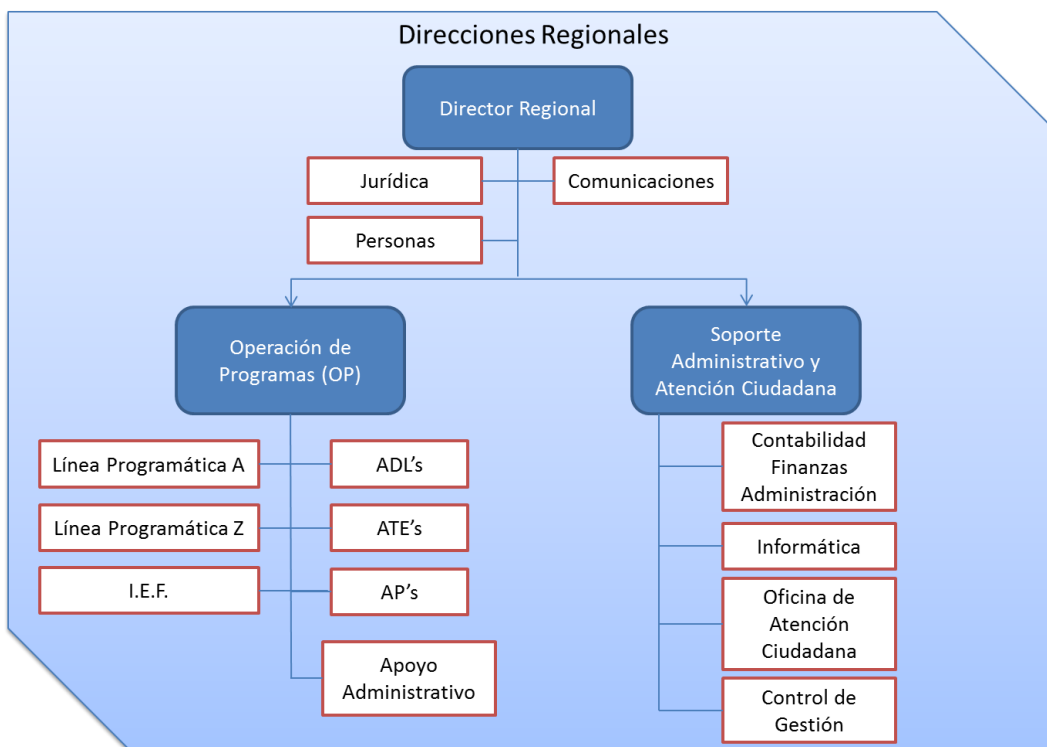 Direcciones Regionales
Director Regional
Jurídica
Comunicaciones
Personas
Operación de
Programas (OP)
Soporte
Administrativo y
Atención Ciudadana
Línea Programática A
ADL’s
Línea Programática Z
ATE’s
I.E.F.
AP’s
Apoyo
Administrativo
Contabilidad
Finanzas
Administración
Informática
Oficina de
Atención
Ciudadana
Control de
Gestión